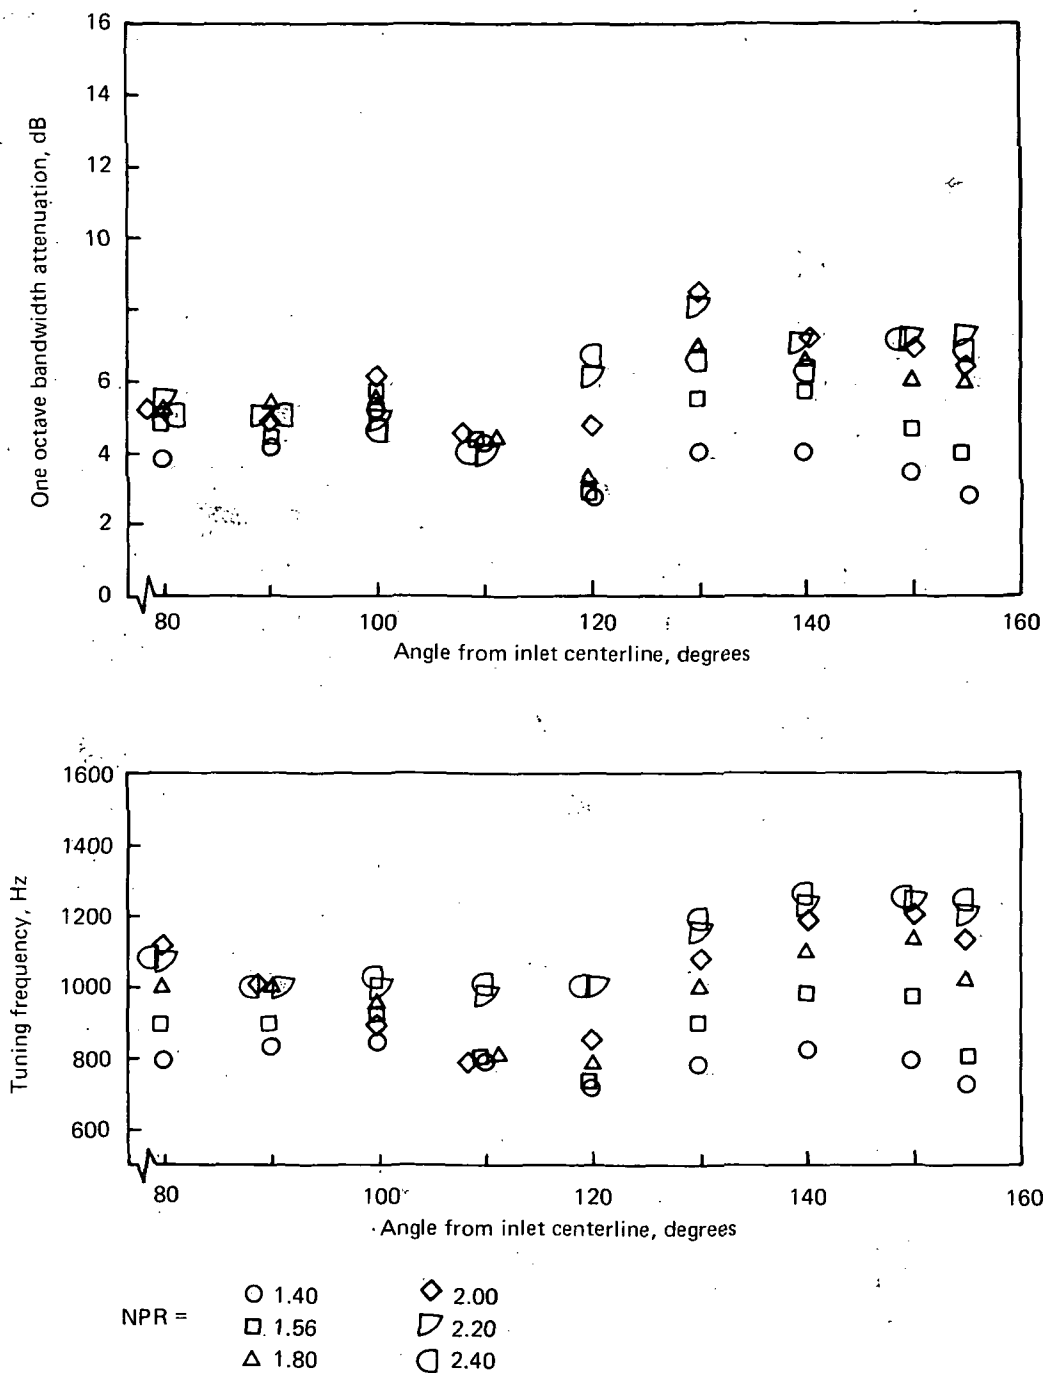 16
14
12
10
6
4
2
0
One octave bandwidth attenuation, dB
80 100 120 140 160
Angle from inlet centerline, degrees
1600
1400
1200
1000
800
600
Tuning frequency, Hz
80 100 120 140 160
Angle from inlet centerline, degrees
NPR =
1.40 2.00
1.56 2.20
1.80 2.40